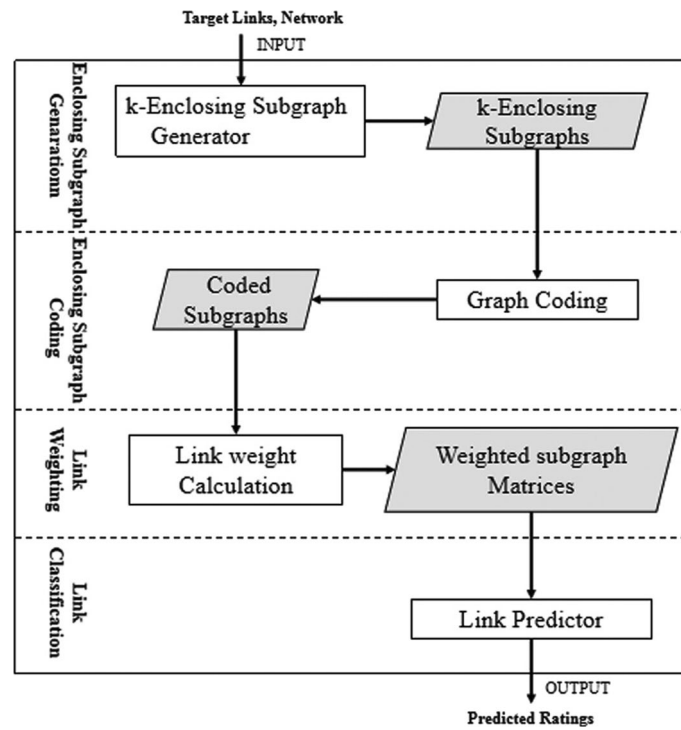 Target Links, Network
INPUT
Enclosing Subgraph
Genarationn
k-Enclosing Subgraph
Generator
k-Enclosing
Subgraphs
Enclosing Subgraph
Coding
Coded
Subgraphs
Graph Coding
Link
Weighting
Link weight
Calculation
Weighted subgraph
Matrices
Link
Classification
Link Predictor
OUTPUT
Predicted Ratings